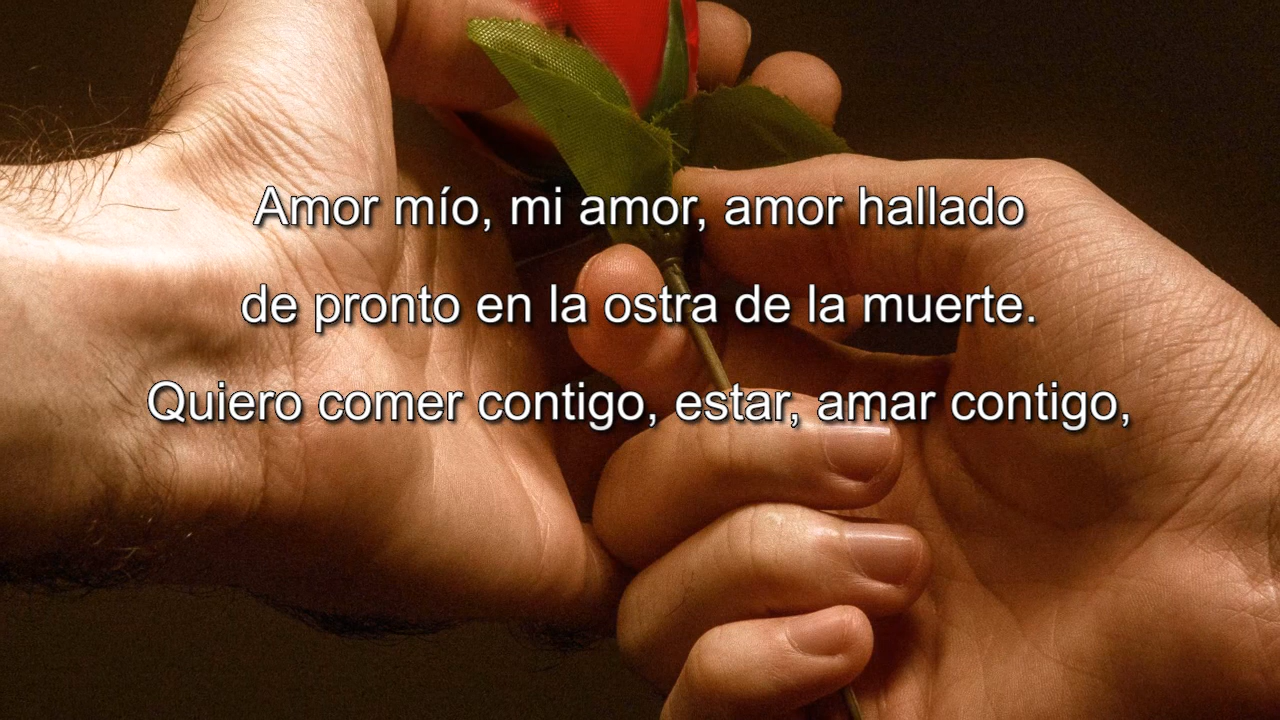 Amor mío, mi amor, amor hallado
de pronto en la ostra de la muerte.
Quiero comer contigo, estar, amar contigo,